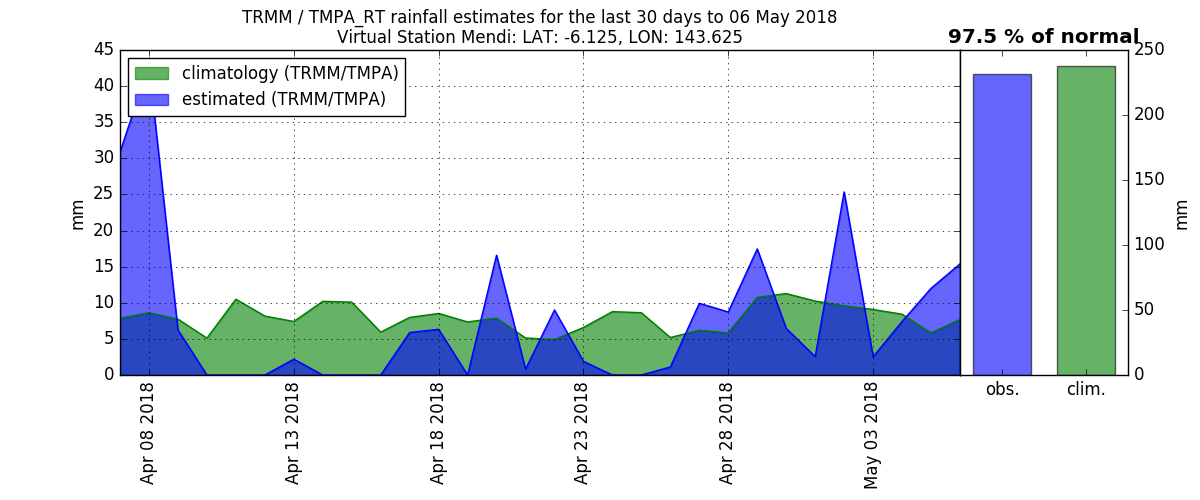 TRMM / TMPA_RT rainfall estimates for the last 30 days to 06 May 2018
Virtual Station Mendi: LAT: -6.125, LON: 143.625
97.5 % of normal
climatology (TRMM/TMPA)
estimated (TRMM/TMPA)
45
40
35
30
25
20
15
10
5
0
mm
Apr 08 2018
Apr 13 2018
Apr 18 2018
Apr 23 2018
Apr 28 2018
May 03 2018
250
200
150
100
50
0
mm
obs.
clim.